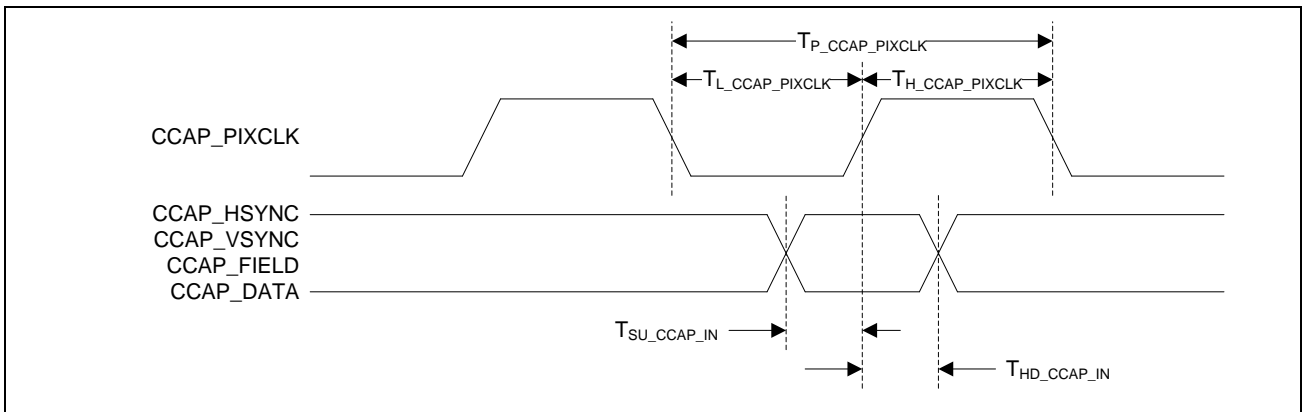 T_P_CCAP_PIXCLK
T_L_CCAP_PIXCLK T_H_CCAP_PIXCLK
CCAP_PIXCLK
CCAP_HSYNC
CCAP_VSYNC
CCAP_FIELD
CCAP_DATA
T_SU_CCAP_IN
T_HD_CCAP_IN